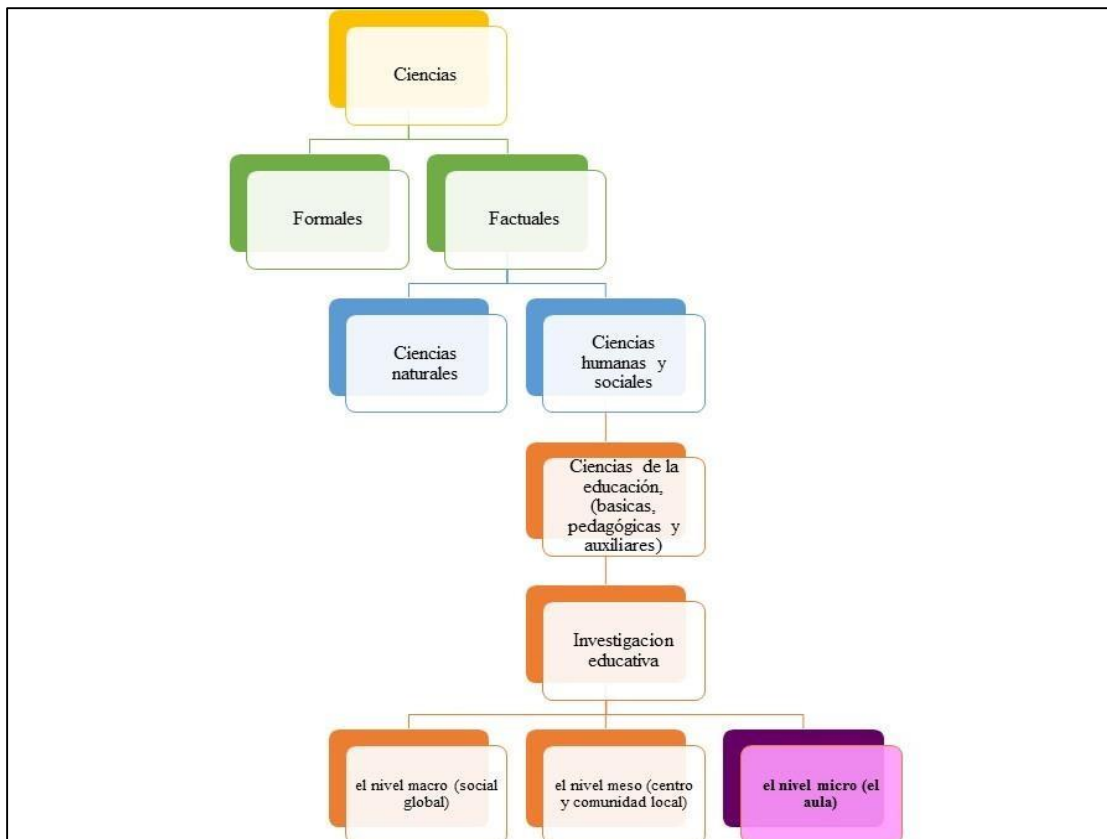 Ciencias
Formales
Factuales
Ciencias
naturales
Ciencias
humanas y
sociales
Ciencias de la
educación,
(basicas,
pedagógicas y
auxiliares)
Investigacion
educativa
el nivel macro (social
global)
el nivel meso (centro
y comunidad local)
el nivel micro (el
aula)